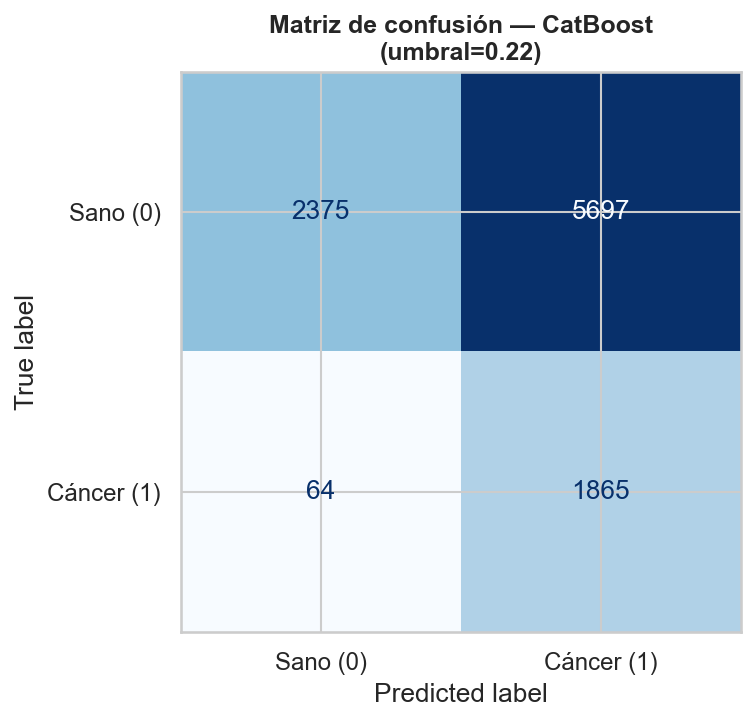 Matriz de confusión — CatBoost
(umbral=0.22)
True label
Sano (0)
2375
5697
Cáncer (1)
64
1865
Sano (0)
Cáncer (1)
Predicted label